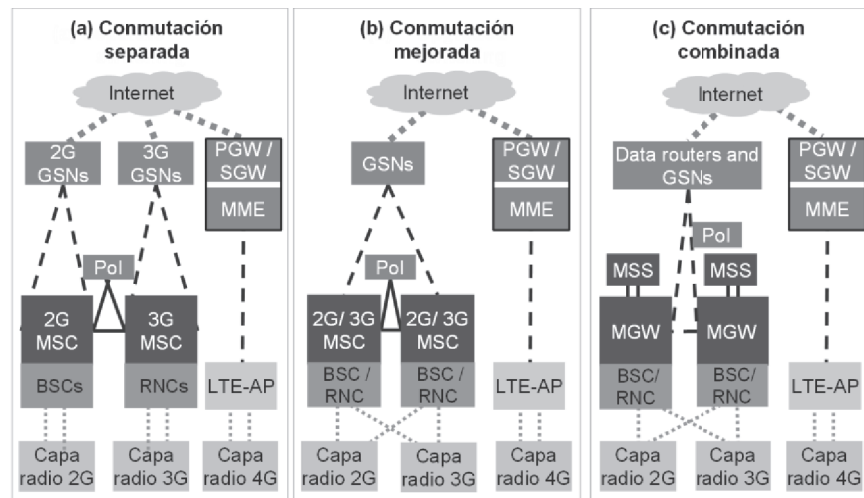 (a) Conmutación
separada
Internet
2G
GSNs
3G
GSNs
PGW /
SGW
MME
PoI
2G
MSC
3G
MSC
BSCs
RNCs
LTE-AP
Capa
radio 2G
Capa
radio 3G
Capa
radio 4G
(b) Conmutación
mejorada
Internet
GSNs
PGW /
SGW
MME
PoI
2G/ 3G
MSC
2G/ 3G
MSC
BSC /
RNC
BSC /
RNC
LTE-AP
Capa
radio 2G
Capa
radio 3G
Capa
radio 4G
(c) Conmutación
combinada
Internet
Data routers and
GSNs
PGW /
SGW
MME
PoI
MSS
MSS
MGW
MGW
BSC/
RNC
BSC/
RNC
LTE-AP
Capa
radio 2G
Capa
radio 3G
Capa
radio 4G